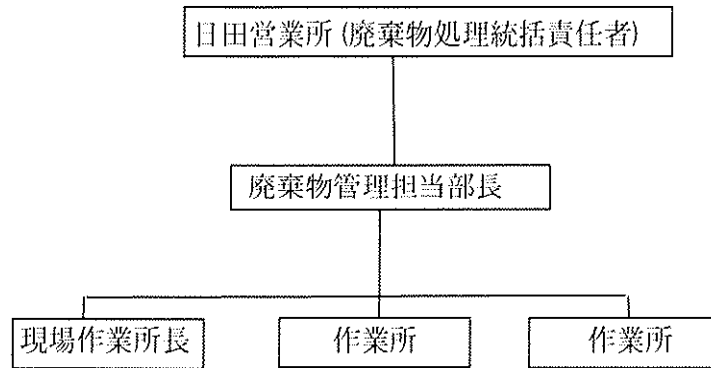 日田営業所(廃棄物処理統括責任者)
廃棄物管理担当部長
現場作業所長
作業所
作業所